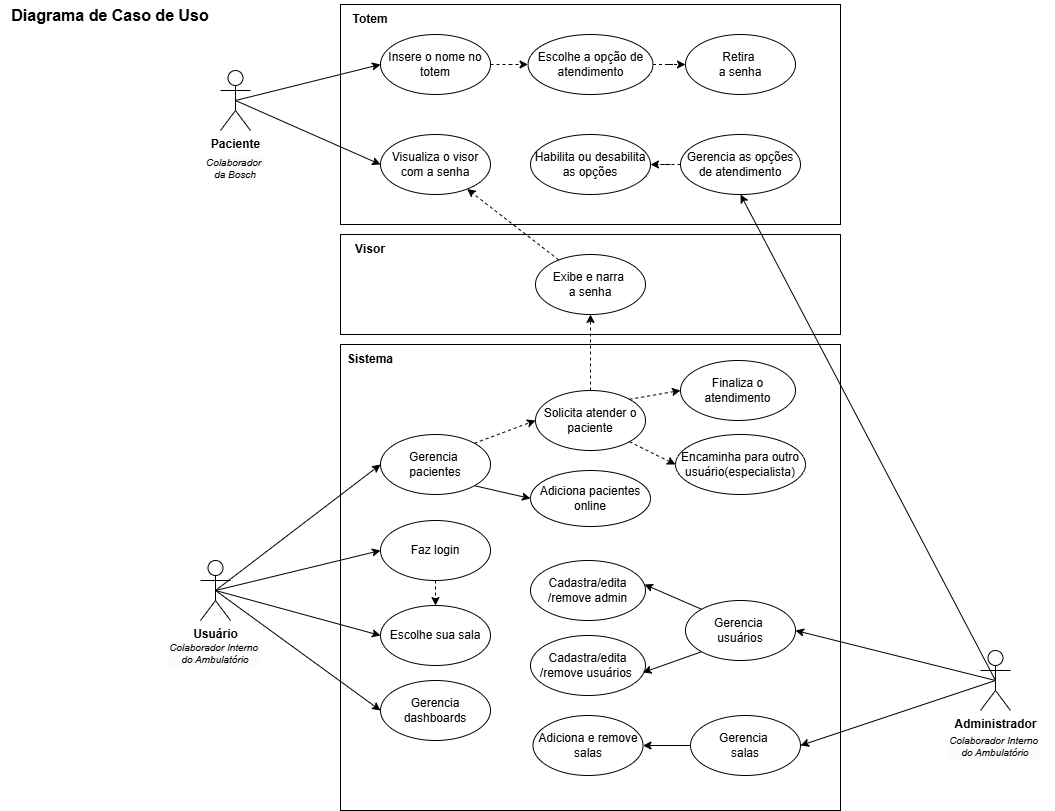 Diagrama de Caso de Uso
Totem
Insere o nome no
totem
Escolhe a opção de
atendimento
Retira
a senha
Paciente
Colaborador
da Bosch
Visualiza o visor
com a senha
Habilita ou desabilita
as opções
Gerencia as opções
de atendimento
Visor
Exibe e narra
a senha
Sistema
Finaliza o
atendimento
Solicita atender o
paciente
Gerencia
pacientes
Encaminha para outro
usuário(especialista)
Adiciona pacientes
online
Faz login
Cadastra/edita
/remove admin
Usuário
Colaborador Interno
do Ambulatório
Escolhe sua sala
Gerencia
usuários
Cadastra/edita
/remove usuários
Gerencia
dashboards
Adiciona e remove
salas
Gerencia
salas
Administrador
Colaborador Interno
do Ambulatório